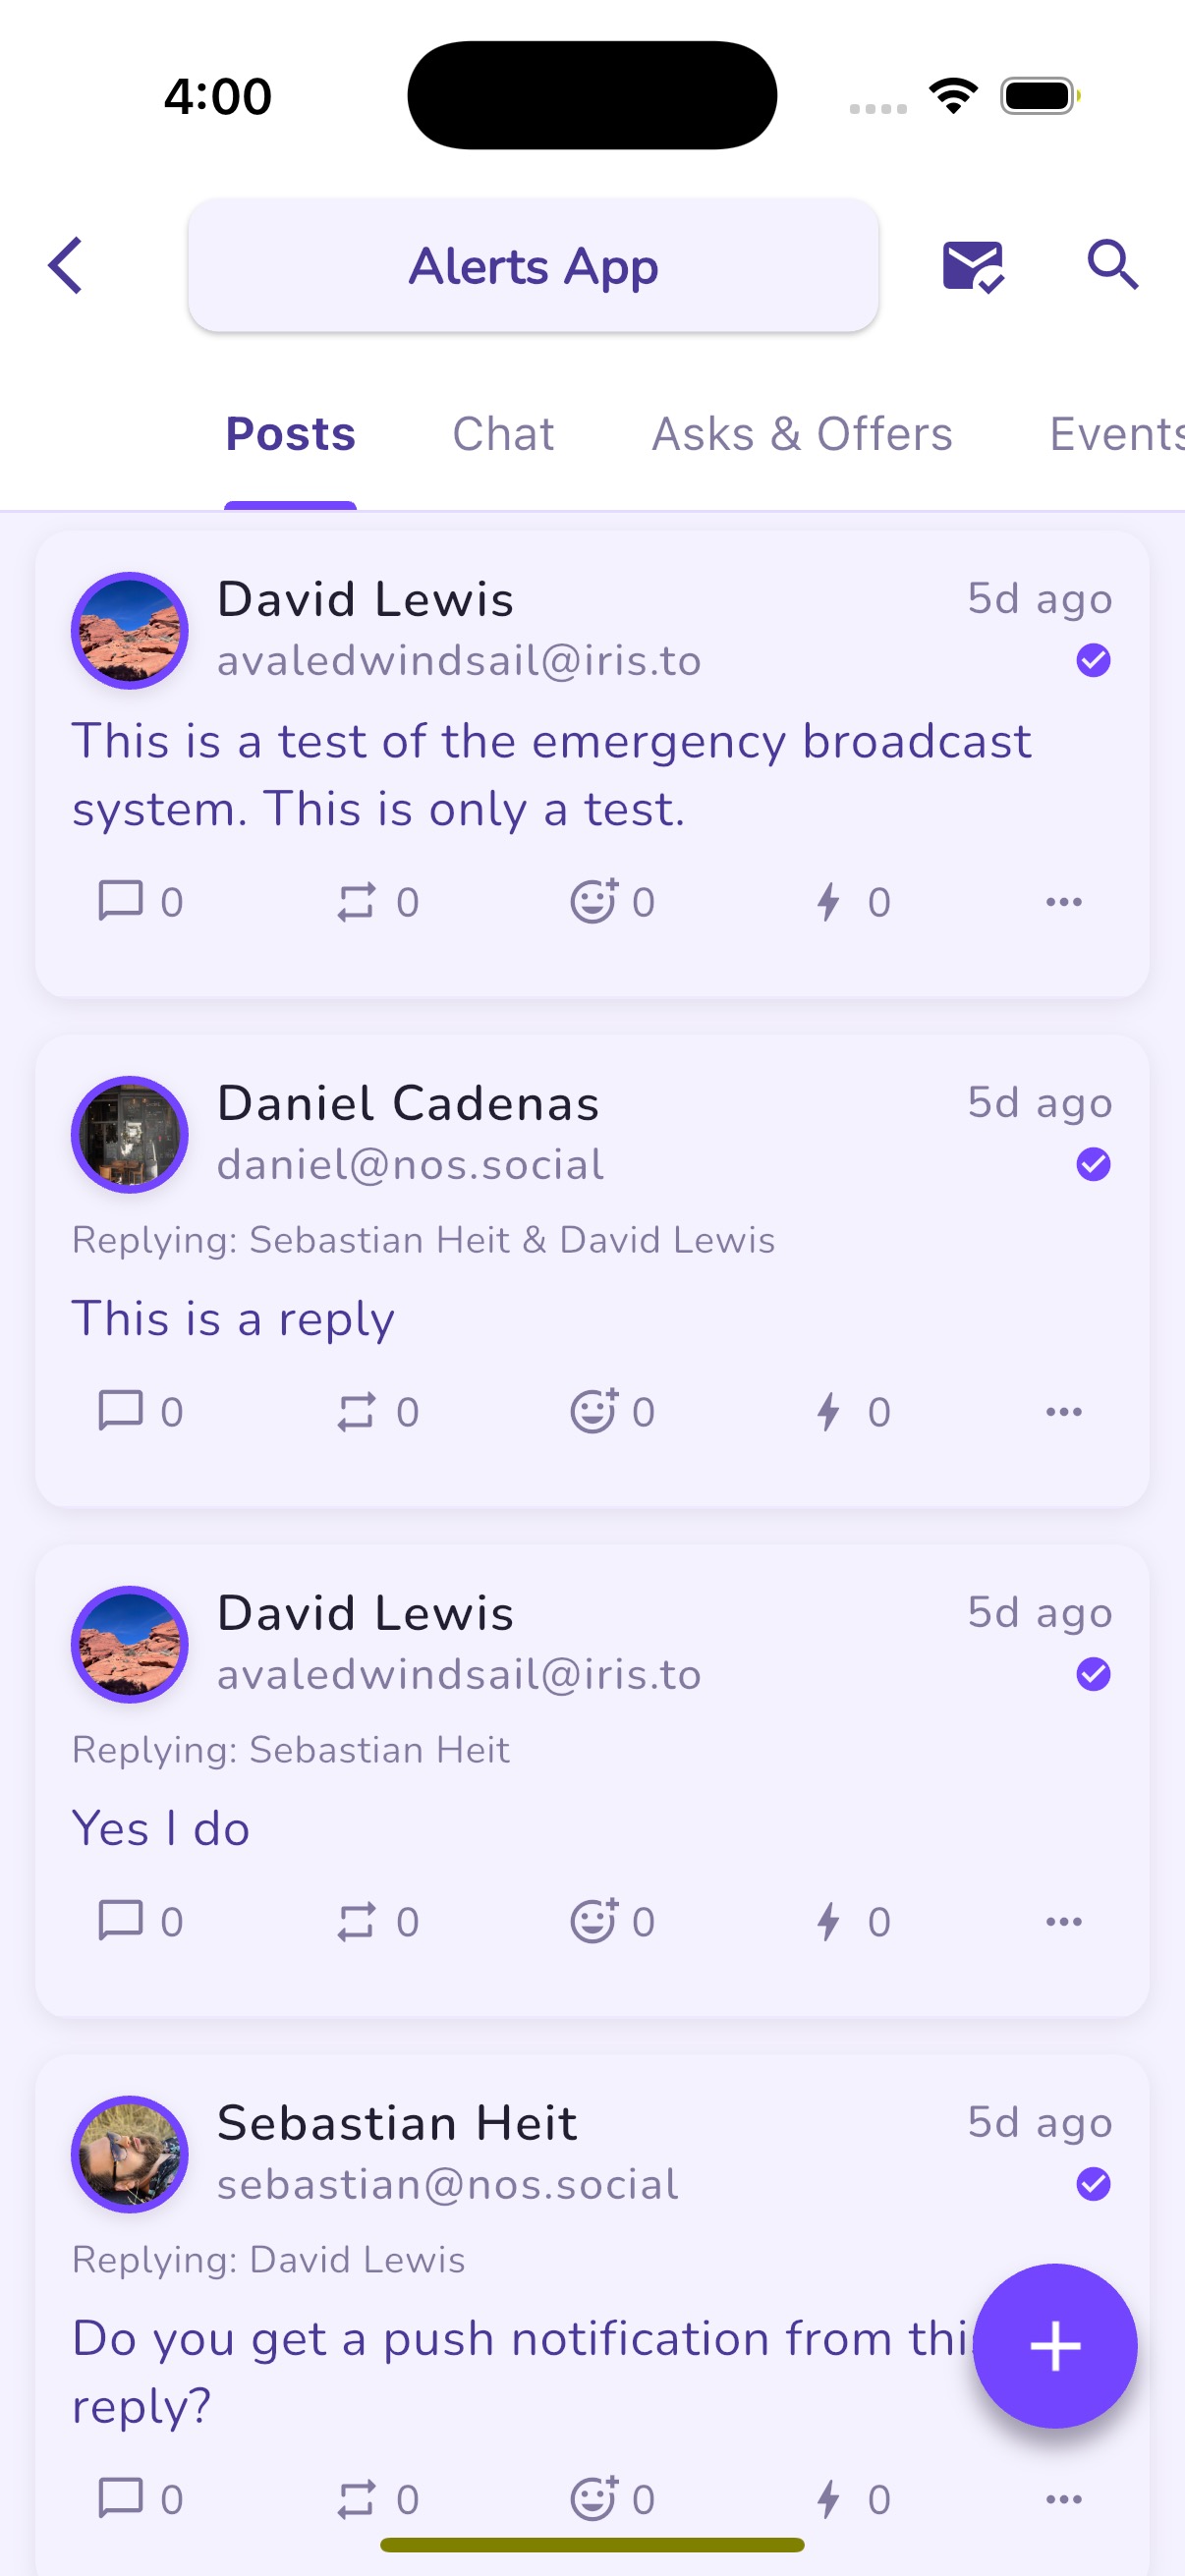 4:00
Alerts App
Posts Chat Asks & Offers Events
David Lewis 5d ago
avaledwindsail@iris.to
This is a test of the emergency broadcast
system. This is only a test.
0 0 0 0
Daniel Cadenas 5d ago
daniel@nos.social
Replying: Sebastian Heit & David Lewis
This is a reply
0 0 0 0
David Lewis 5d ago
avaledwindsail@iris.to
Replying: Sebastian Heit
Yes I do
0 0 0 0
Sebastian Heit 5d ago
sebastian@nos.social
Replying: David Lewis
Do you get a push notification from this
reply?
0 0 0 0